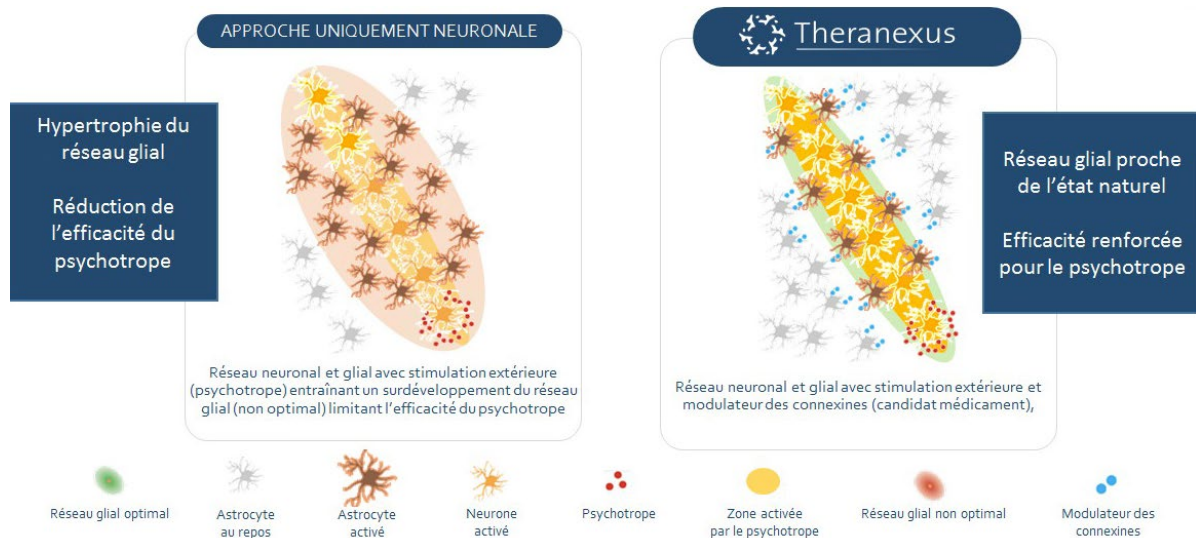 APPROCHE UNIQUEMENT NEURONALE
Hypertrophie du
réseau glial
Réduction de
l'efficacité du
psychotrope
Réseau neuronal et glial avec stimulation extérieure
(psychotrope) entraînant un surdéveloppement du réseau
glial (non optimal) limitant l'efficacité du psychotrope
Theranexus
Réseau glial proche
de l'état naturel
Efficacité renforcée
pour le psychotrope
Réseau neuronal et glial avec stimulation extérieure et
modulateur des connexines (candidat médicament),
Réseau glial optimal
Astrocyte
au repos
Astrocyte
activé
Neurone
activé
Psychotrope
Zone activée
par le psychotrope
Réseau glial non optimal
Modulateur des
connexines